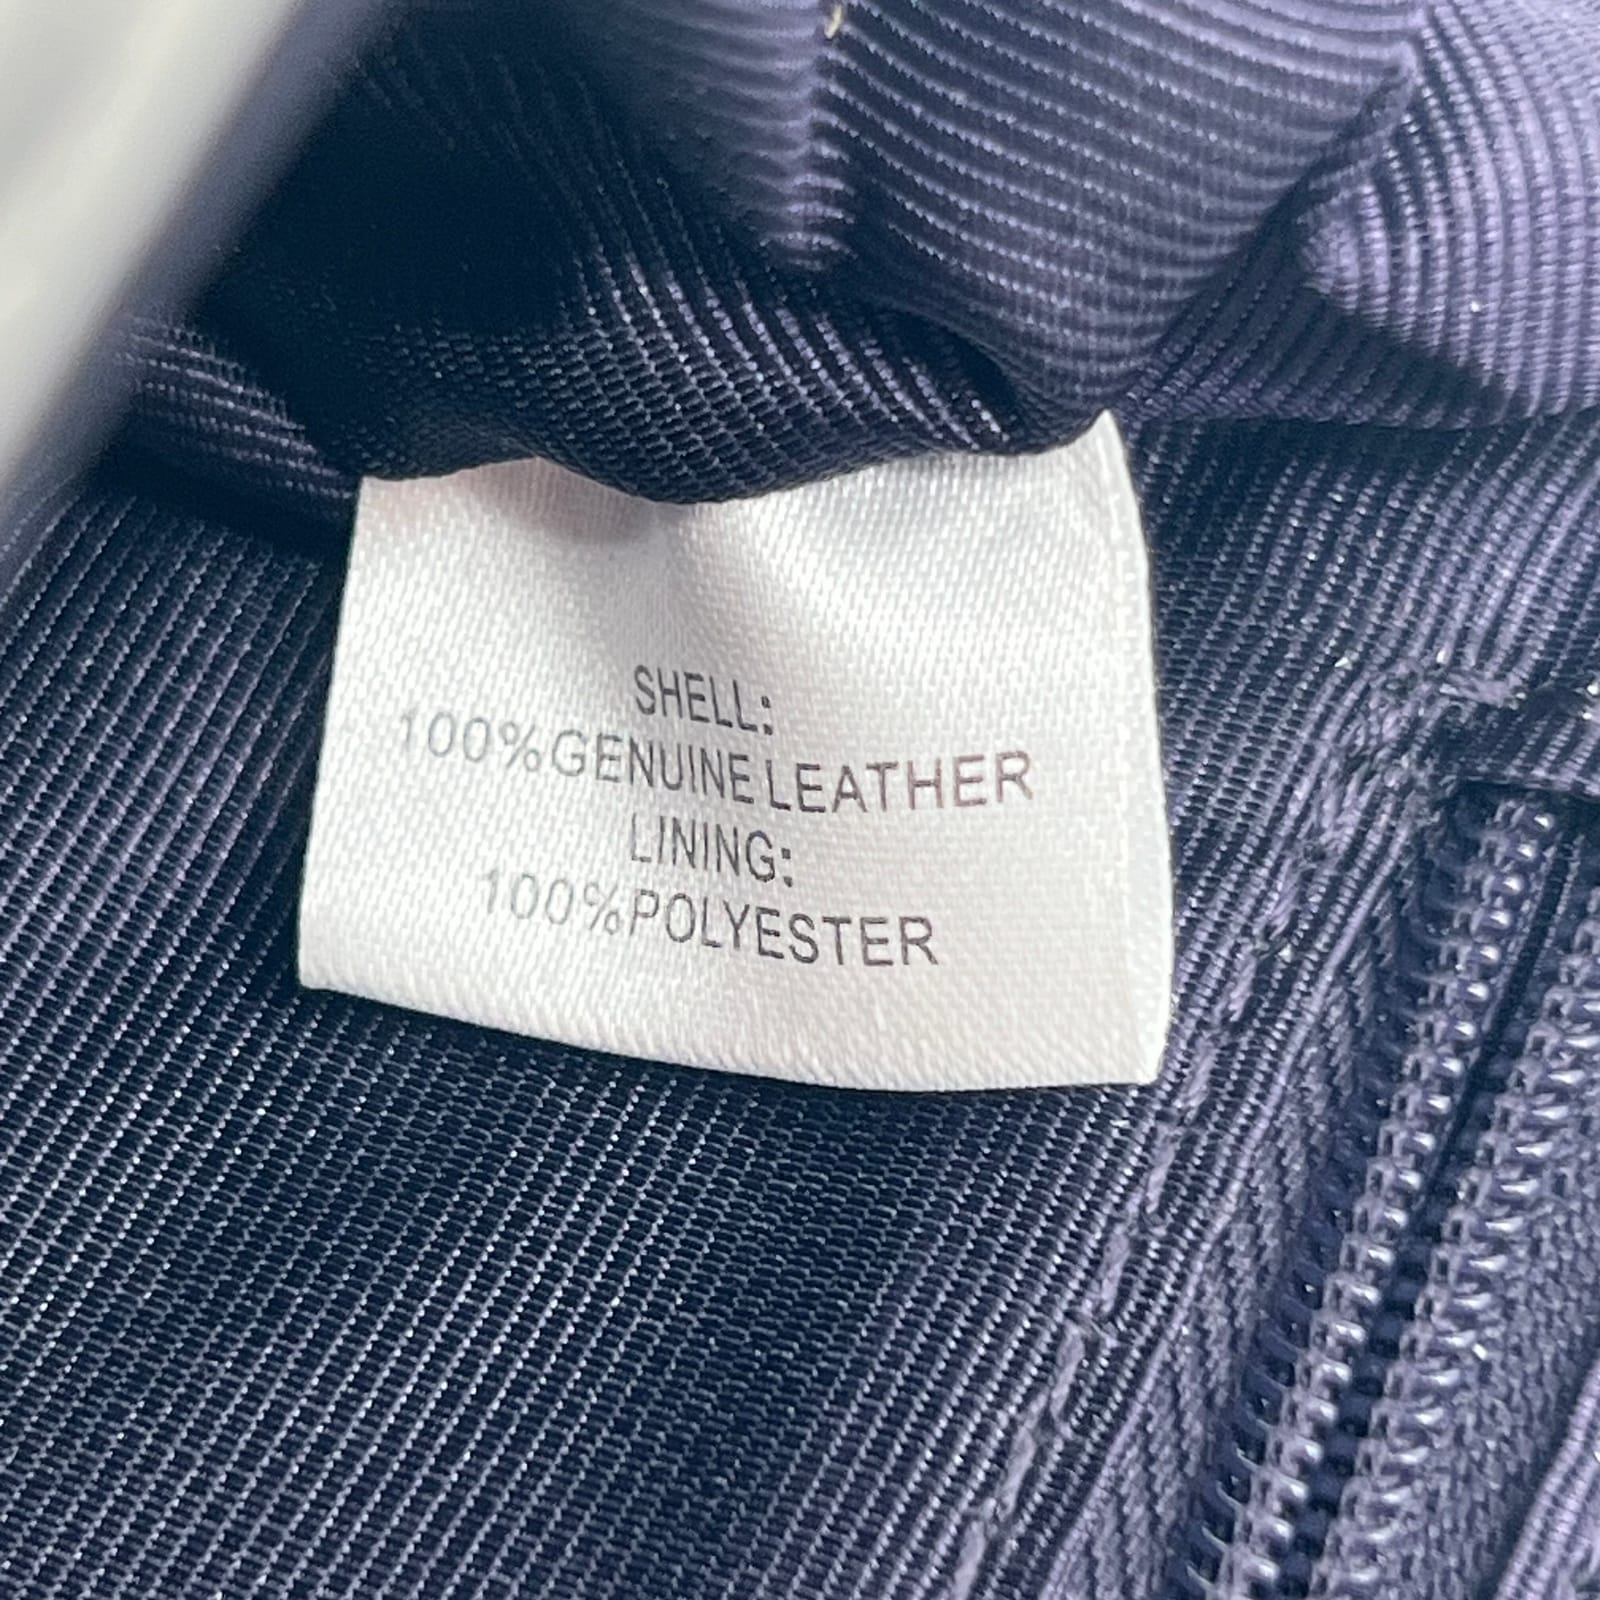 SHELL:
100%GENUINE LEATHER
LINING:
100%POLYESTER